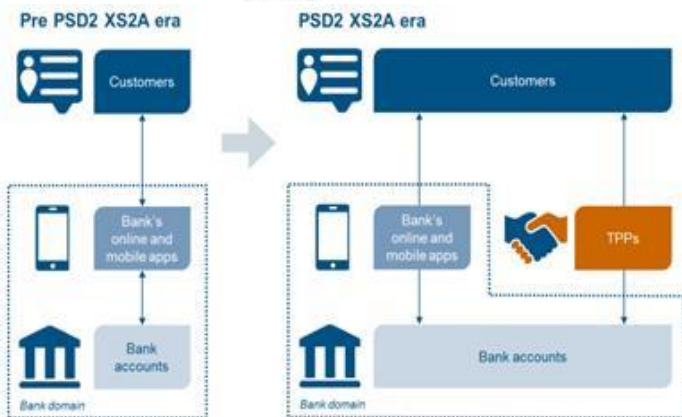 Pre PSD2 XS2A era
Customers
Bank's
online and
mobile apps
Bank
accounts
Bank domain
PSD2 XS2A era
Customers
Bank's
online and
mobile apps
TPPs
Bank accounts
Bank domain